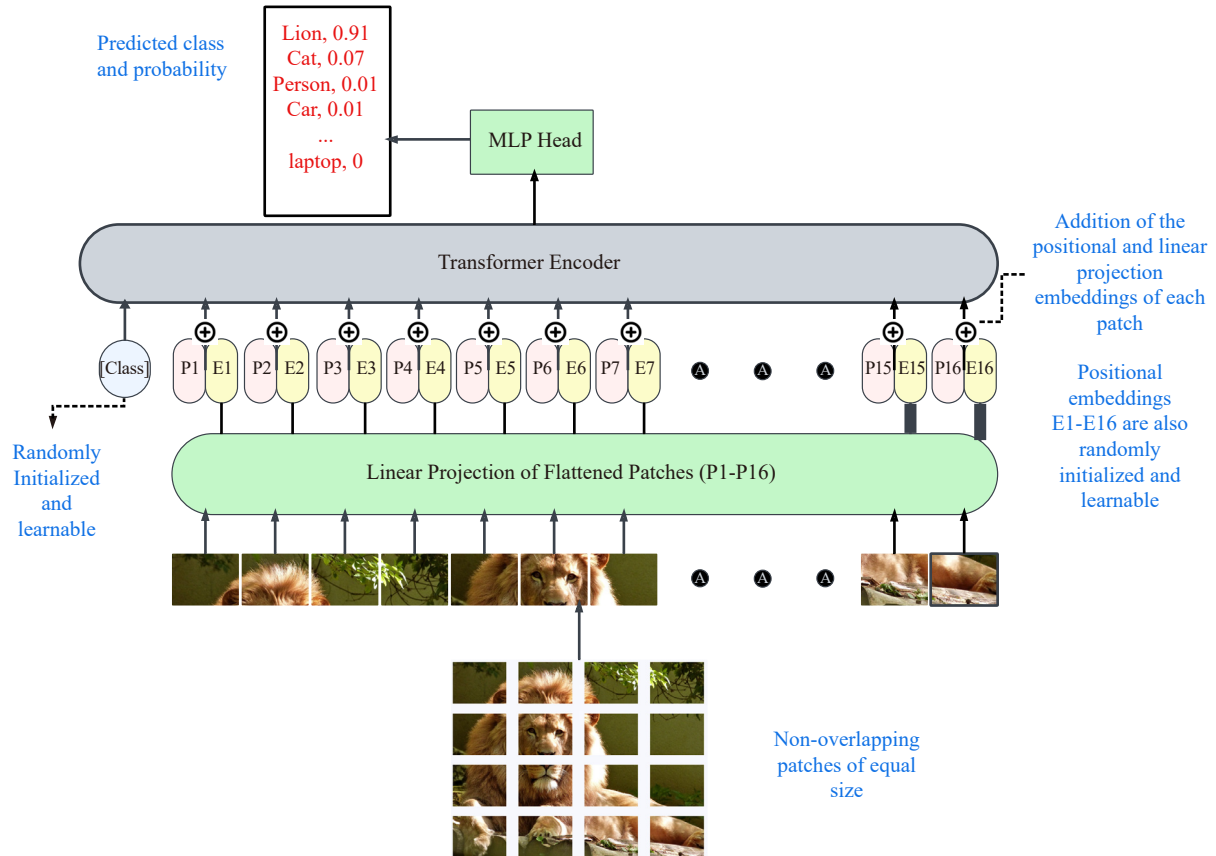 Predicted class
and probability
Lion, 0.91
Cat, 0.07
Person, 0.01
Car, 0.01
...
laptop, 0
MLP Head
Transformer Encoder
Addition of the
positional and linear
projection
embeddings of each
patch
[Class]
P1 E1 P2 E2 P3 E3 P4 E4 P5 E5 P6 E6 P7 E7 A A A P15 E15 P16 E16
Randomly
Initialized
and
learnable
Positional
embeddings
E1-E16 are also
randomly
initialized and
learnable
Linear Projection of Flattened Patches (P1-P16)
A A A
Non-overlapping
patches of equal
size